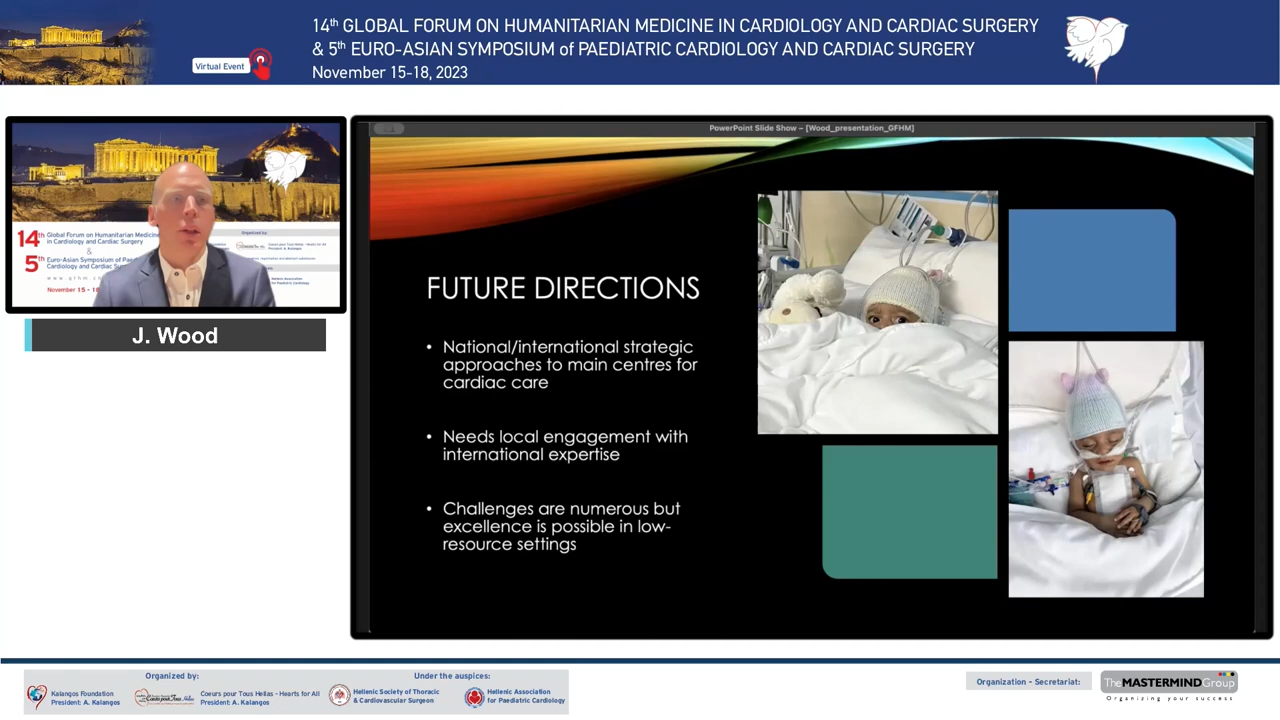 14th GLOBAL FORUM ON HUMANITARIAN MEDICINE IN CARDIOLOGY AND CARDIAC SURGERY
& 5th EURO-ASIAN SYMPOSIUM of PAEDIATRIC CARDIOLOGY AND CARDIAC SURGERY
November 15-18, 2023
Virtual Event
14th
Global Forum on Humanitarian Medicine
in Cardiology and Cardiac Surgery
&
5th
Euro-Asian Symposium of
Cardiology and Cardiac
November 15 - 18
Organized by:
J. Wood
PowerPoint Slide Show – [Wood_presentation_GFHM]
FUTURE DIRECTIONS
• National/international strategic
approaches to main centres for
cardiac care
• Needs local engagement with
international expertise
• Challenges are numerous but
excellence is possible in low-
resource settings
Organized by:
Kalangos Foundation
President: A. Kalangos
Coeurs pour Tous Hellas - Hearts for All
President: A. Kalangos
Under the auspices:
Hellenic Society of Thoracic
& Cardiovascular Surgeon
Hellenic Association
for Paediatric Cardiology
Organization - Secretariat:
The MASTERMIND Group
Organizing your success